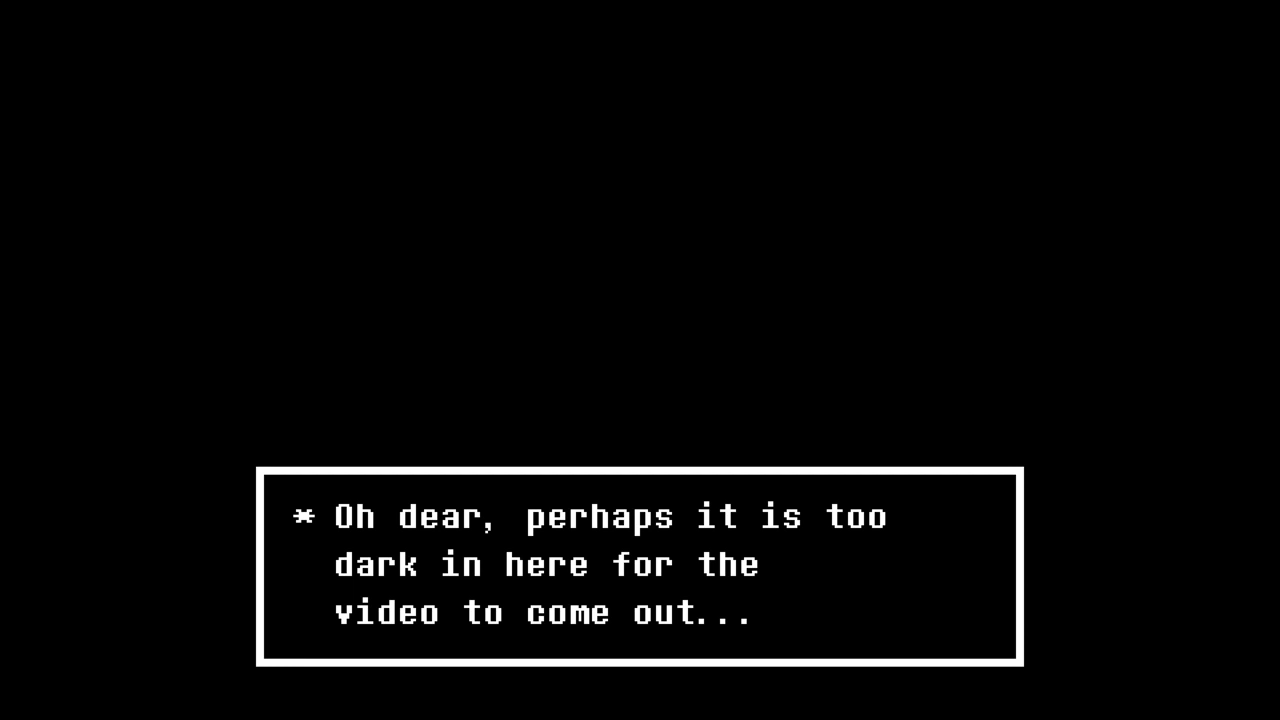 * Oh dear, perhaps it is too
dark in here for the
video to come out...